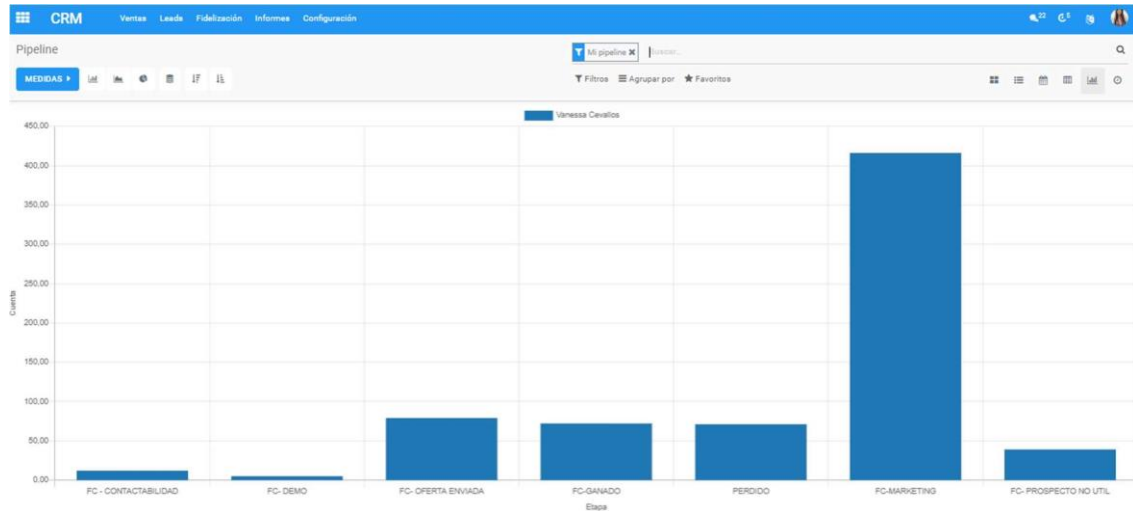 CRM Ventas Leads Fidelización Informes Configuración 22 5
Pipeline Mi pipeline ✖ Buscar...
MEDIDAS Filtros Agrupar por Favoritos
Vanessa Cevallos
450,00
400,00
350,00
300,00
250,00
200,00
150,00
100,00
50,00
0.00
Cuenta
FC - CONTACTABILIDAD FC- DEMO FC- OFERTA ENVIADA FC-GANADO PERDIDO FC-MARKETING FC- PROSPECTO NO UTIL
Etapa